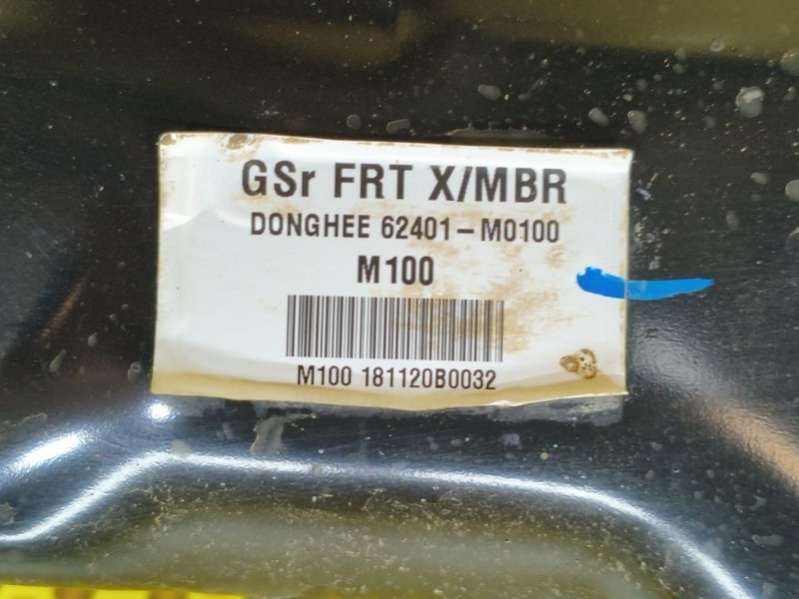 GSr FRT X/MBR
DONGHEE 62401-M0100
M100
M100 181120B0032